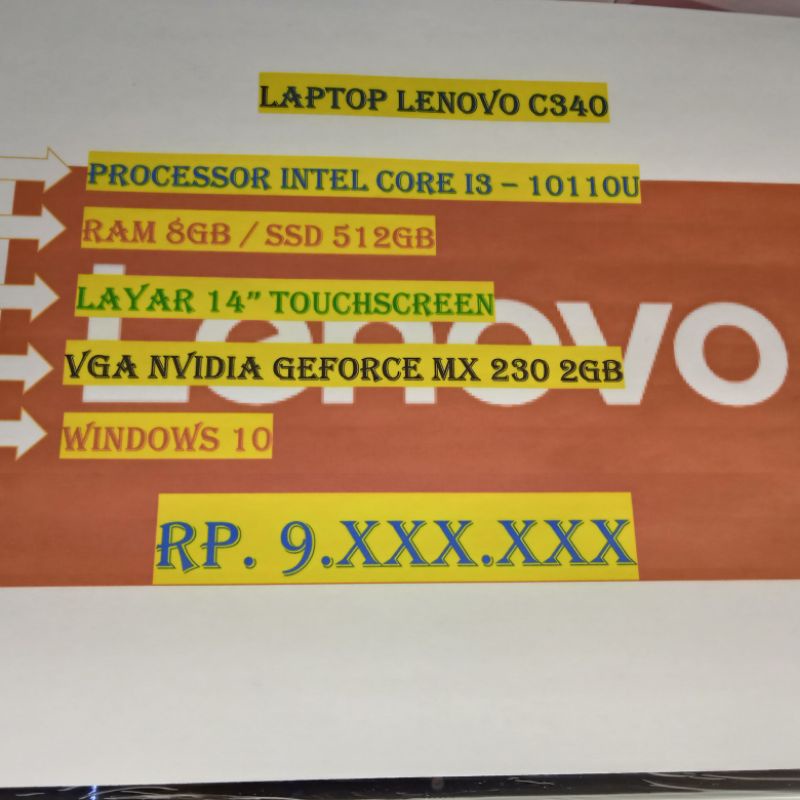 LAPTOP LENOVO C340
PROCESSOR INTEL CORE I3 – 10110U
RAM 8GB / SSD 512GB
LAYAR 14” TOUCHSCREEN
Lenovo
VGA NVIDIA GEFORCE MX 230 2GB
WINDOWS 10
RP. 9.XXX.XXX